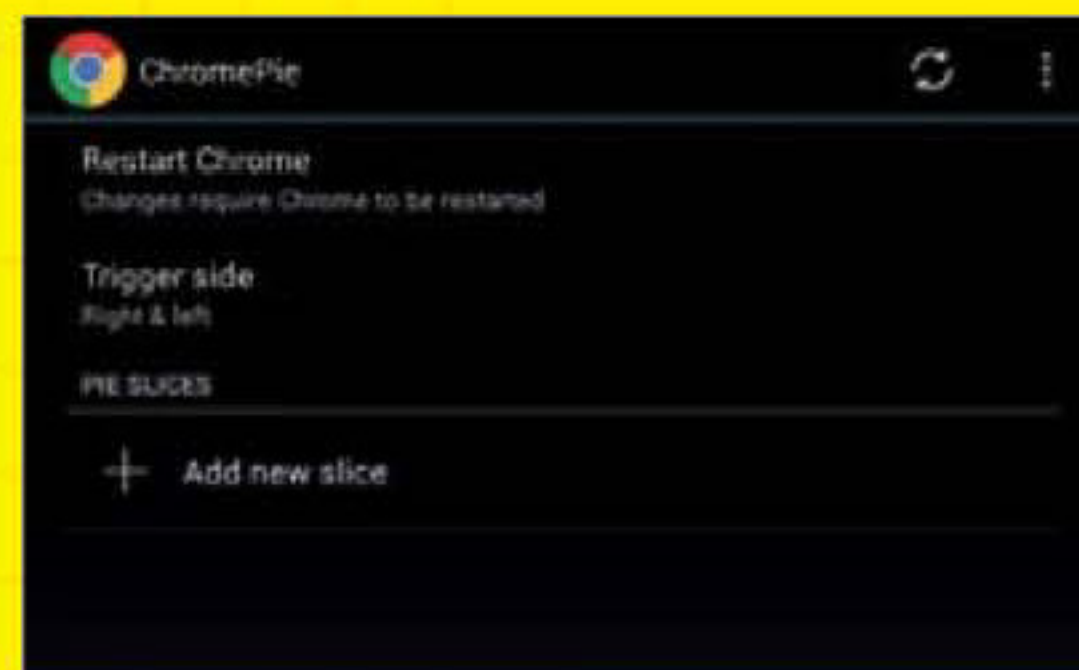 ChromePie
Restart Chrome
Changes require Chrome to be restarted
Trigger side
Right & left
PIE SLICES
Add new slice